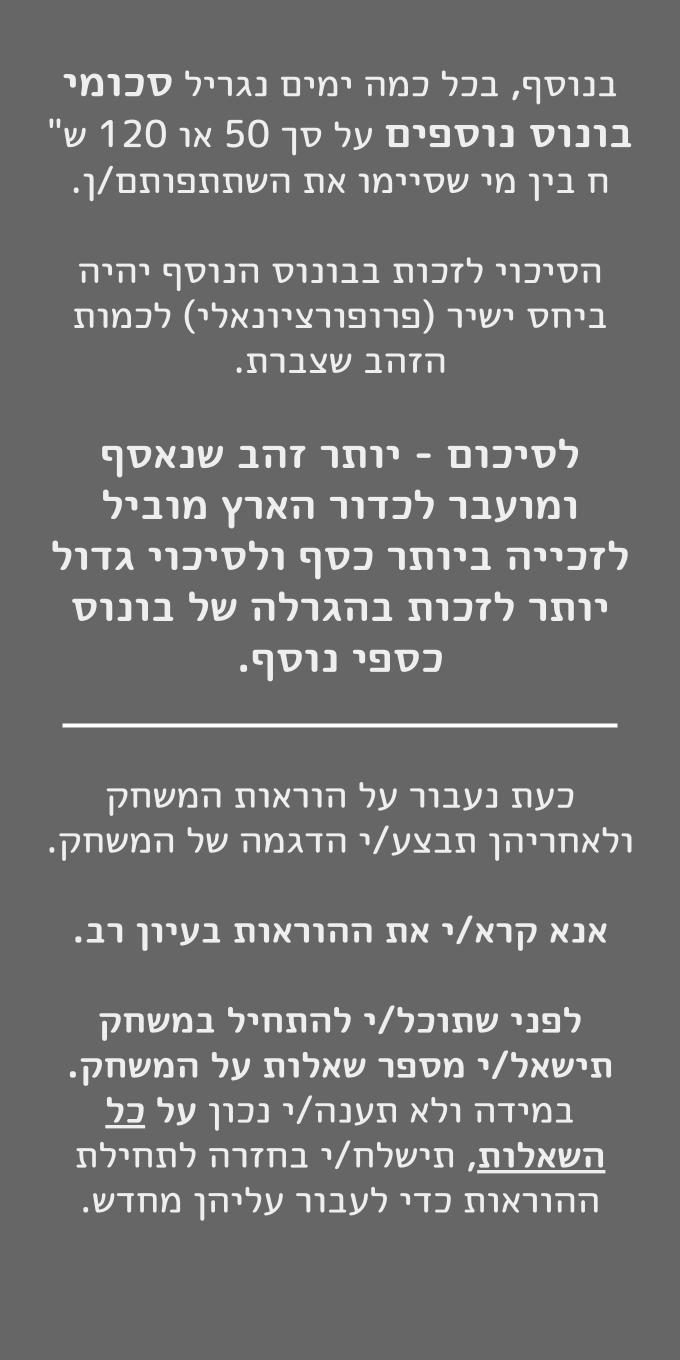 בנוסף, בכל כמה ימים נגריל סכומי
בונוס נוספים על סך 50 או 120 ש"
ח בין מי שסיימו את השתתפותם/ן.
הסיכוי לזכות בבונוס הנוסף יהיה
ביחס ישיר (פרופורציונאלי) לכמות
הזהב שצברת.
לסיכום - יותר זהב שנאסף
ומועבר לכדור הארץ מוביל
לזכייה ביותר כסף ולסיכוי גדול
יותר לזכות בהגרלה של בונוס
כספי נוסף.
כעת נעבור על הוראות המשחק
ולאחריהן תבצע/י הדגמה של המשחק.
אנא קרא/י את ההוראות בעיון רב.
לפני שתוכל/י להתחיל במשחק
תישאל/י מספר שאלות על המשחק.
במידה ולא תענה/י נכון על כל
השאלות, תישלח/י בחזרה לתחילת
ההוראות כדי לעבור עליהן מחדש.